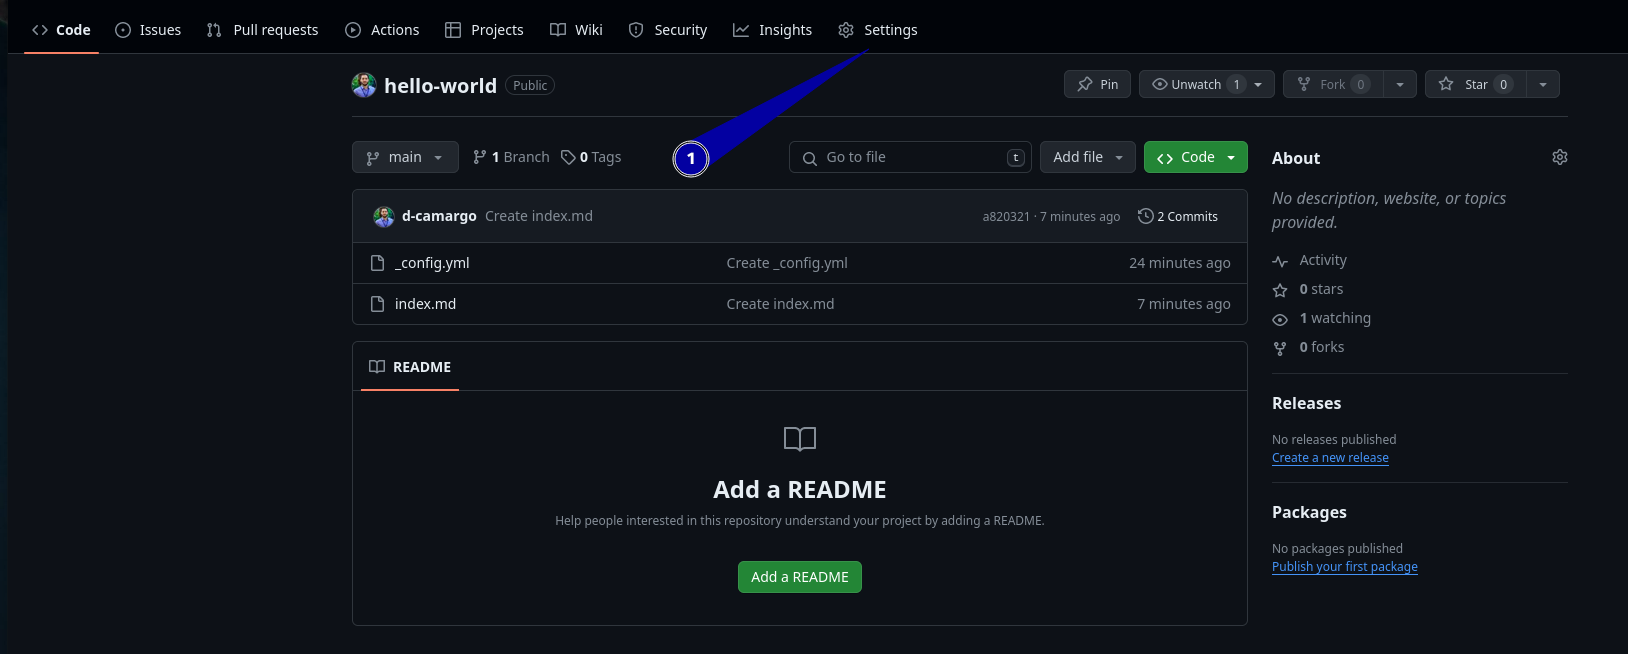 Code Issues Pull requests Actions Projects Wiki Security Insights Settings
hello-world Public Pin Unwatch 1 Fork 0 Star 0
main 1 Branch 0 Tags 1 Go to file t Add file Code
d-camargo Create index.md a820321 · 7 minutes ago 2 Commits
_config.yml Create _config.yml 24 minutes ago
index.md Create index.md 7 minutes ago
README
Add a README
Help people interested in this repository understand your project by adding a README.
Add a README
About
No description, website, or topics
provided.
Activity
0 stars
1 watching
0 forks
Releases
No releases published
Create a new release
Packages
No packages published
Publish your first package